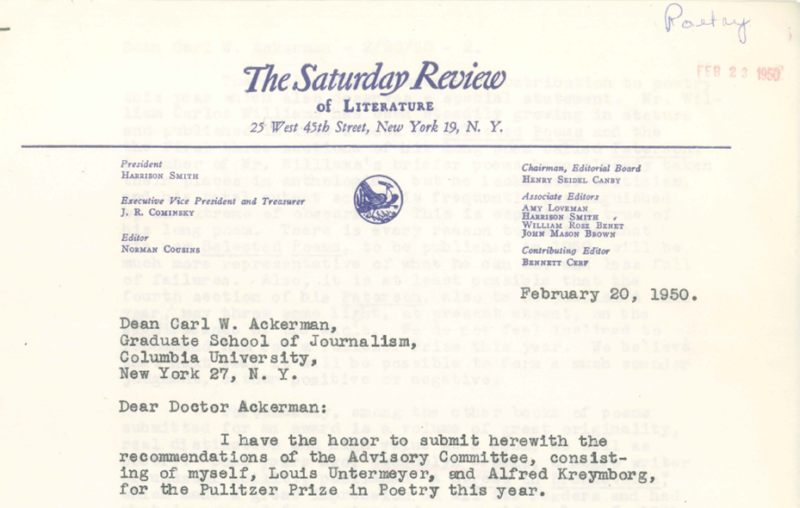 Poetry
FEB 23 1950
The Saturday Review
of LITERATURE
25 West 45th Street, New York 19, N. Y.
President
HARRISON SMITH
Executive Vice President and Treasurer
J. R. COMINSKY
Editor
NORMAN COUSINS
Chairman, Editorial Board
HENRY SEIDEL CANBY
Associate Editors
AMY LOVEMAN
HARRISON SMITH
WILLIAM ROSE BENET
JOHN MASON BROWN
Contributing Editor
BENNETT CERF
February 20, 1950.
Dean Carl W. Ackerman,
Graduate School of Journalism,
Columbia University,
New York 27, N. Y.
Dear Doctor Ackerman:
I have the honor to submit herewith the
recommendations of the Advisory Committee, consist-
ing of myself, Louis Untermeyer, and Alfred Kreymborg,
for the Pulitzer Prize in Poetry this year.